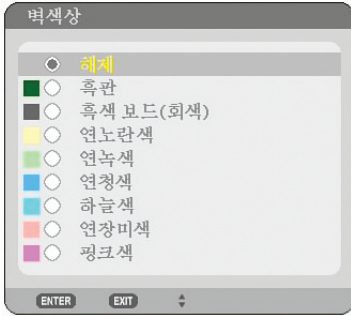 벽색상
해제
흑판
흑색 보드(회색)
연노란색
연녹색
연청색
하늘색
연장미색
핑크색
ENTER EXIT